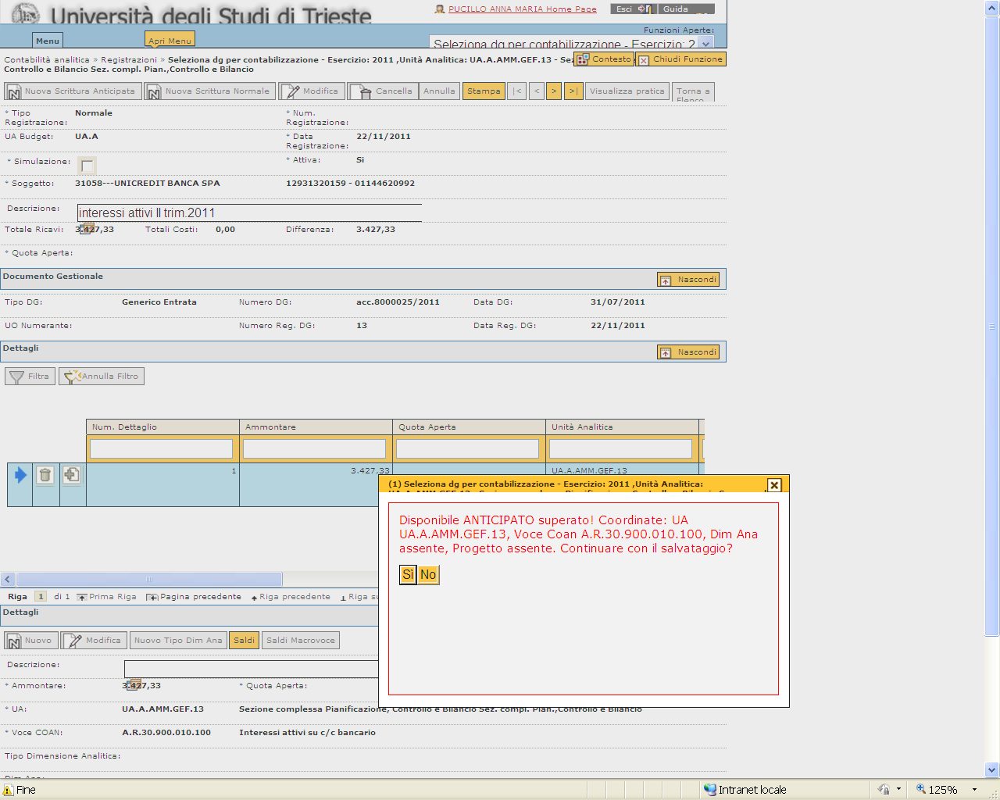 Università degli Studi di Trieste
PUCILLO ANNA MARIA Home Page
Esci
Guida
Funzioni Aperte:
Menu
Apri Menu
Seleziona dg per contabilizzazione - Esercizio: 2
Contabilità analitica » Registrazioni » Seleziona dg per contabilizzazione - Esercizio: 2011 ,Unità Analitica: UA.A.AMM.GEF.13 -
Controllo e Bilancio Sez. compl. Pian.,Controllo e Bilancio
Contesto
Chiudi Funzione
Nuova Scrittura Anticipata
Nuova Scrittura Normale
Modifica
Cancella
Annulla
Stampa
|<
<
>
>|
Visualizza pratica
Torna a
Elenco
* Tipo Registrazione: Normale
* Num. Registrazione:
UA Budget: UA.A
* Data Registrazione: 22/11/2011
* Simulazione:
* Attiva: Si
* Soggetto: 31058---UNICREDIT BANCA SPA 12931320159 - 01144620992
Descrizione: interessi attivi II trim.2011
Totale Ricavi: 3.427,33 Totali Costi: 0,00 Differenza: 3.427,33
* Quota Aperta:
Documento Gestionale
Nascondi
Tipo DG: Generico Entrata Numero DG: acc.8000025/2011 Data DG: 31/07/2011
UO Numerante: Numero Reg. DG: 13 Data Reg. DG: 22/11/2011
Dettagli
Nascondi
Filtra
Annulla Filtro
Num. Dettaglio Ammontare Quota Aperta Unità Analitica
1 3.427,33 UA.A.AMM.GEF.13
(1) Seleziona dg per contabilizzazione - Esercizio: 2011 ,Unità Analitica:
Disponibile ANTICIPATO superato! Coordinate: UA
UA.A.AMM.GEF.13, Voce Coan A.R.30.900.010.100, Dim Ana
assente, Progetto assente. Continuare con il salvataggio?
Sì No
Riga 1 di 1 Prima Riga Pagina precedente Riga precedente Riga su
Dettagli
Nuovo
Modifica
Nuovo Tipo Dim Ana
Saldi
Saldi Macrovoce
Descrizione:
* Ammontare: 3.427,33 * Quota Aperta:
* UA: UA.A.AMM.GEF.13 Sezione complessa Pianificazione, Controllo e Bilancio Sez. compl. Pian.,Controllo e Bilancio
* Voce COAN: A.R.30.900.010.100 Interessi attivi su c/c bancario
Tipo Dimensione Analitica:
Dim Ana:
Fine
Intranet locale
125%